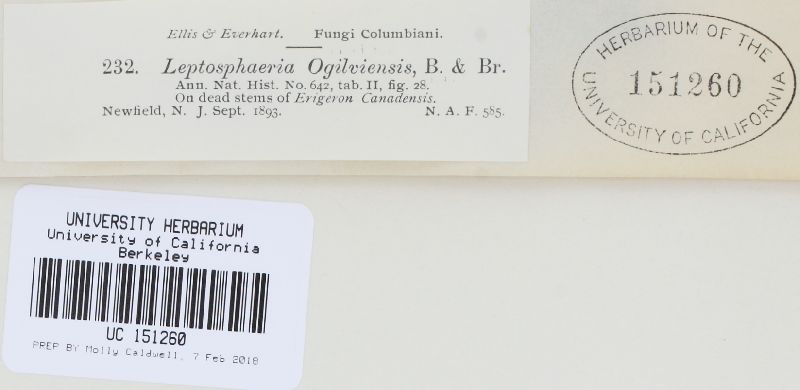 Ellis & Everhart. Fungi Columbiani.
232. Leptosphaeria Ogilviensis, B. & Br.
Ann. Nat. Hist. No. 642, tab. II, fig. 28.
On dead stems of Erigeron Canadensis.
Newfield, N. J. Sept. 1893. N. A. F. 585.
HERBARIUM OF THE
151260
UNIVERSITY OF CALIFORNIA
UNIVERSITY HERBARIUM
University of California
Berkeley
UC 151260
PREP BY Molly Caldwell, 7 Feb 2018